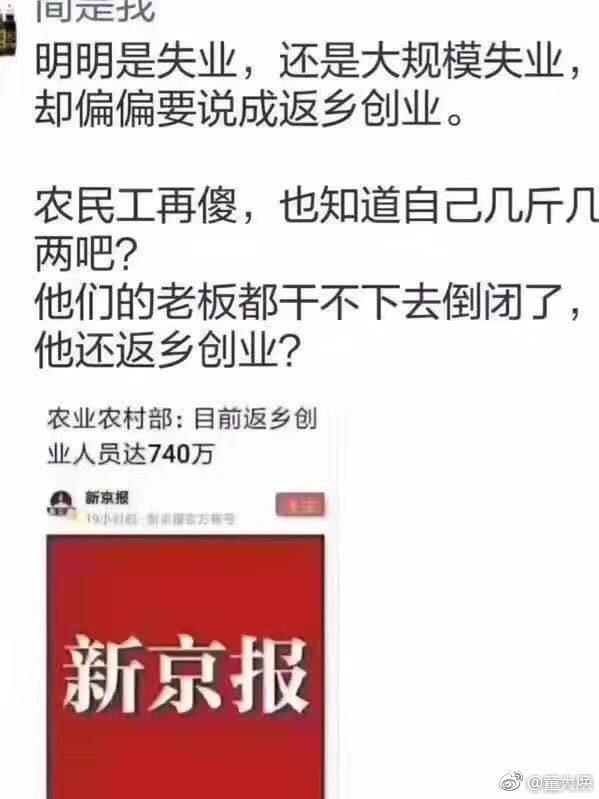 简是我
明明是失业，还是大规模失业，
却偏偏要说成返乡创业。
农民工再傻，也知道自己几斤几
两吧？
他们的老板都干不下去倒闭了，
他还返乡创业？
农业农村部：目前返乡创
业人员达740万
新京报
19小时前 新京报官方账号
关注
新京报